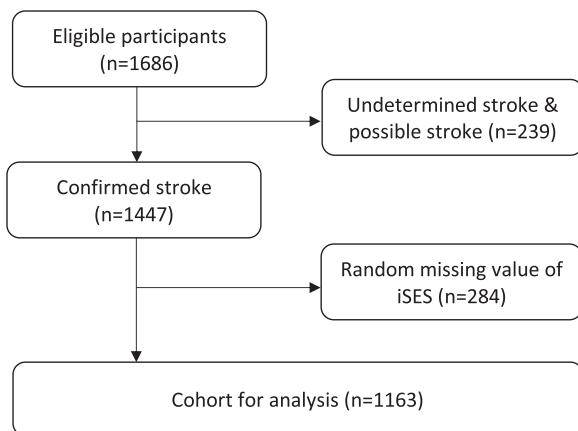 Eligible participants
(n=1686)
Undetermined stroke &
possible stroke (n=239)
Confirmed stroke
(n=1447)
Random missing value of
iSES (n=284)
Cohort for analysis (n=1163)